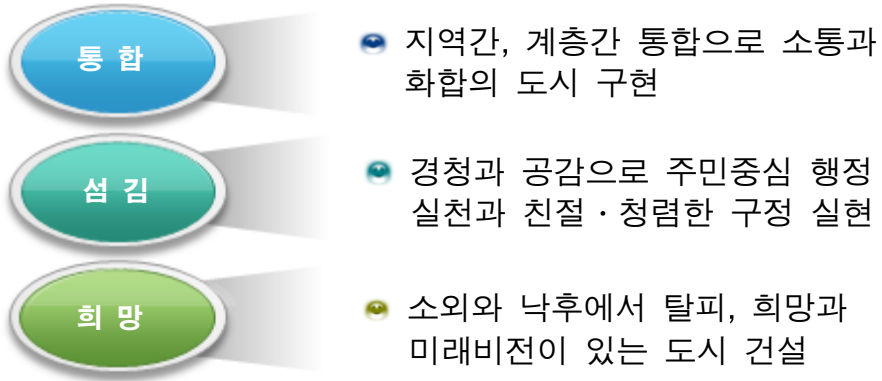 통 합
지역간, 계층간 통합으로 소통과
화합의 도시 구현
섬 김
경청과 공감으로 주민중심 행정
실천과 친절·청렴한 구정 실현
희 망
소외와 낙후에서 탈피, 희망과
미래비전이 있는 도시 건설